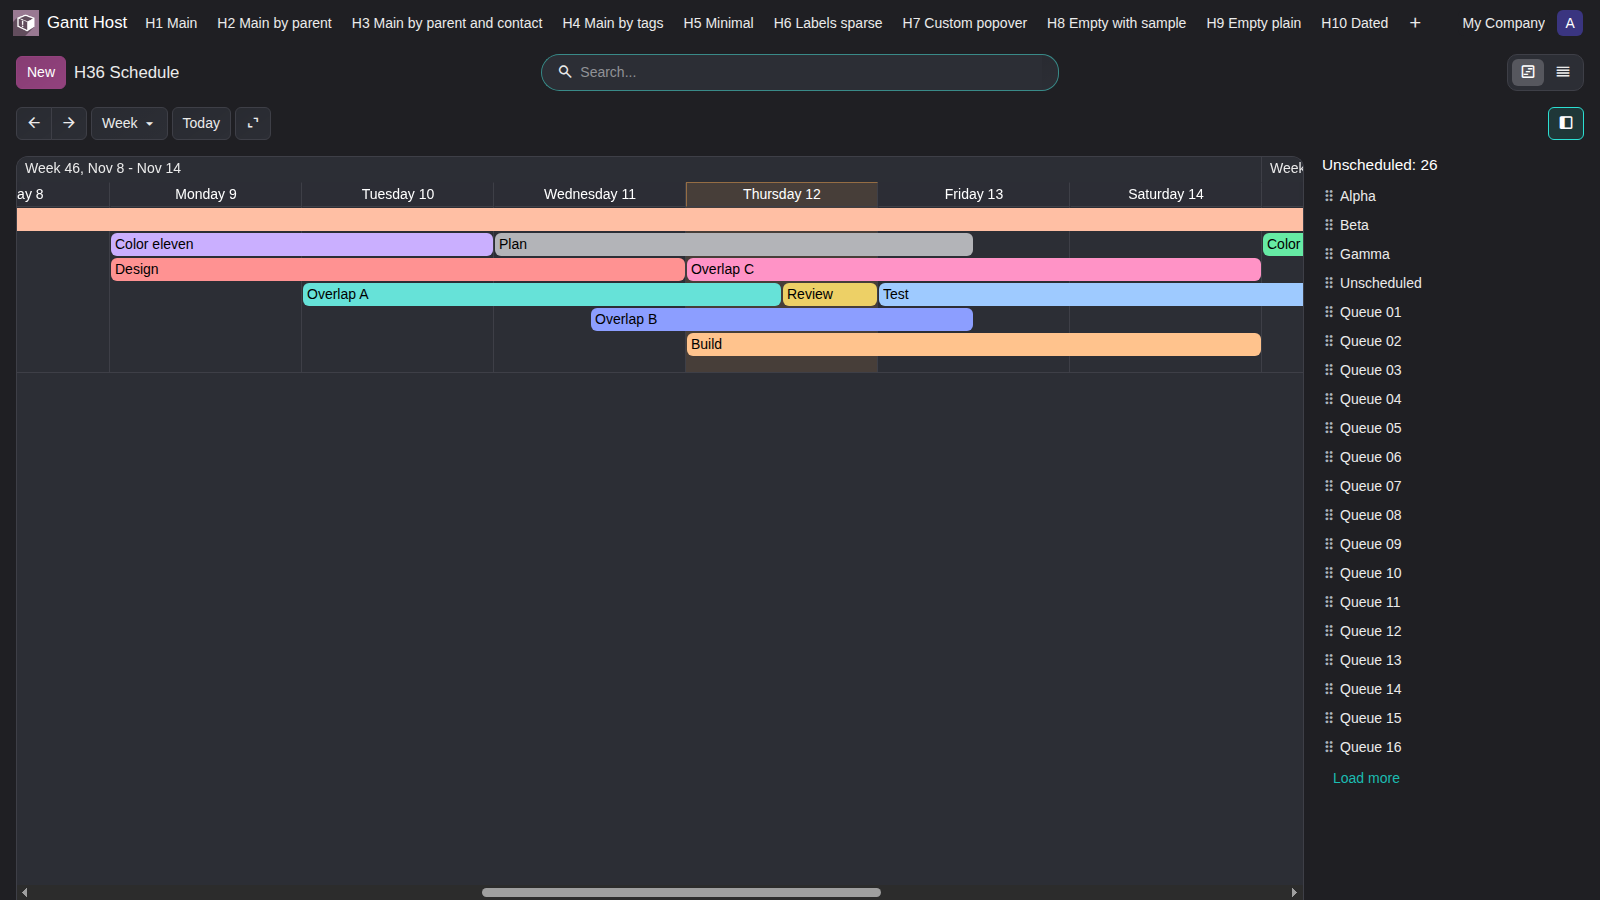 Gantt Host H1 Main H2 Main by parent H3 Main by parent and contact H4 Main by tags H5 Minimal H6 Labels sparse H7 Custom popover H8 Empty with sample H9 Empty plain H10 Dated + My Company A
New H36 Schedule Search...
Week Today
Week 46, Nov 8 - Nov 14 Week
ay 8 Monday 9 Tuesday 10 Wednesday 11 Thursday 12 Friday 13 Saturday 14
Color eleven Plan Color
Design Overlap C
Overlap A Review Test
Overlap B
Build
Unscheduled: 26
Alpha
Beta
Gamma
Unscheduled
Queue 01
Queue 02
Queue 03
Queue 04
Queue 05
Queue 06
Queue 07
Queue 08
Queue 09
Queue 10
Queue 11
Queue 12
Queue 13
Queue 14
Queue 15
Queue 16
Load more